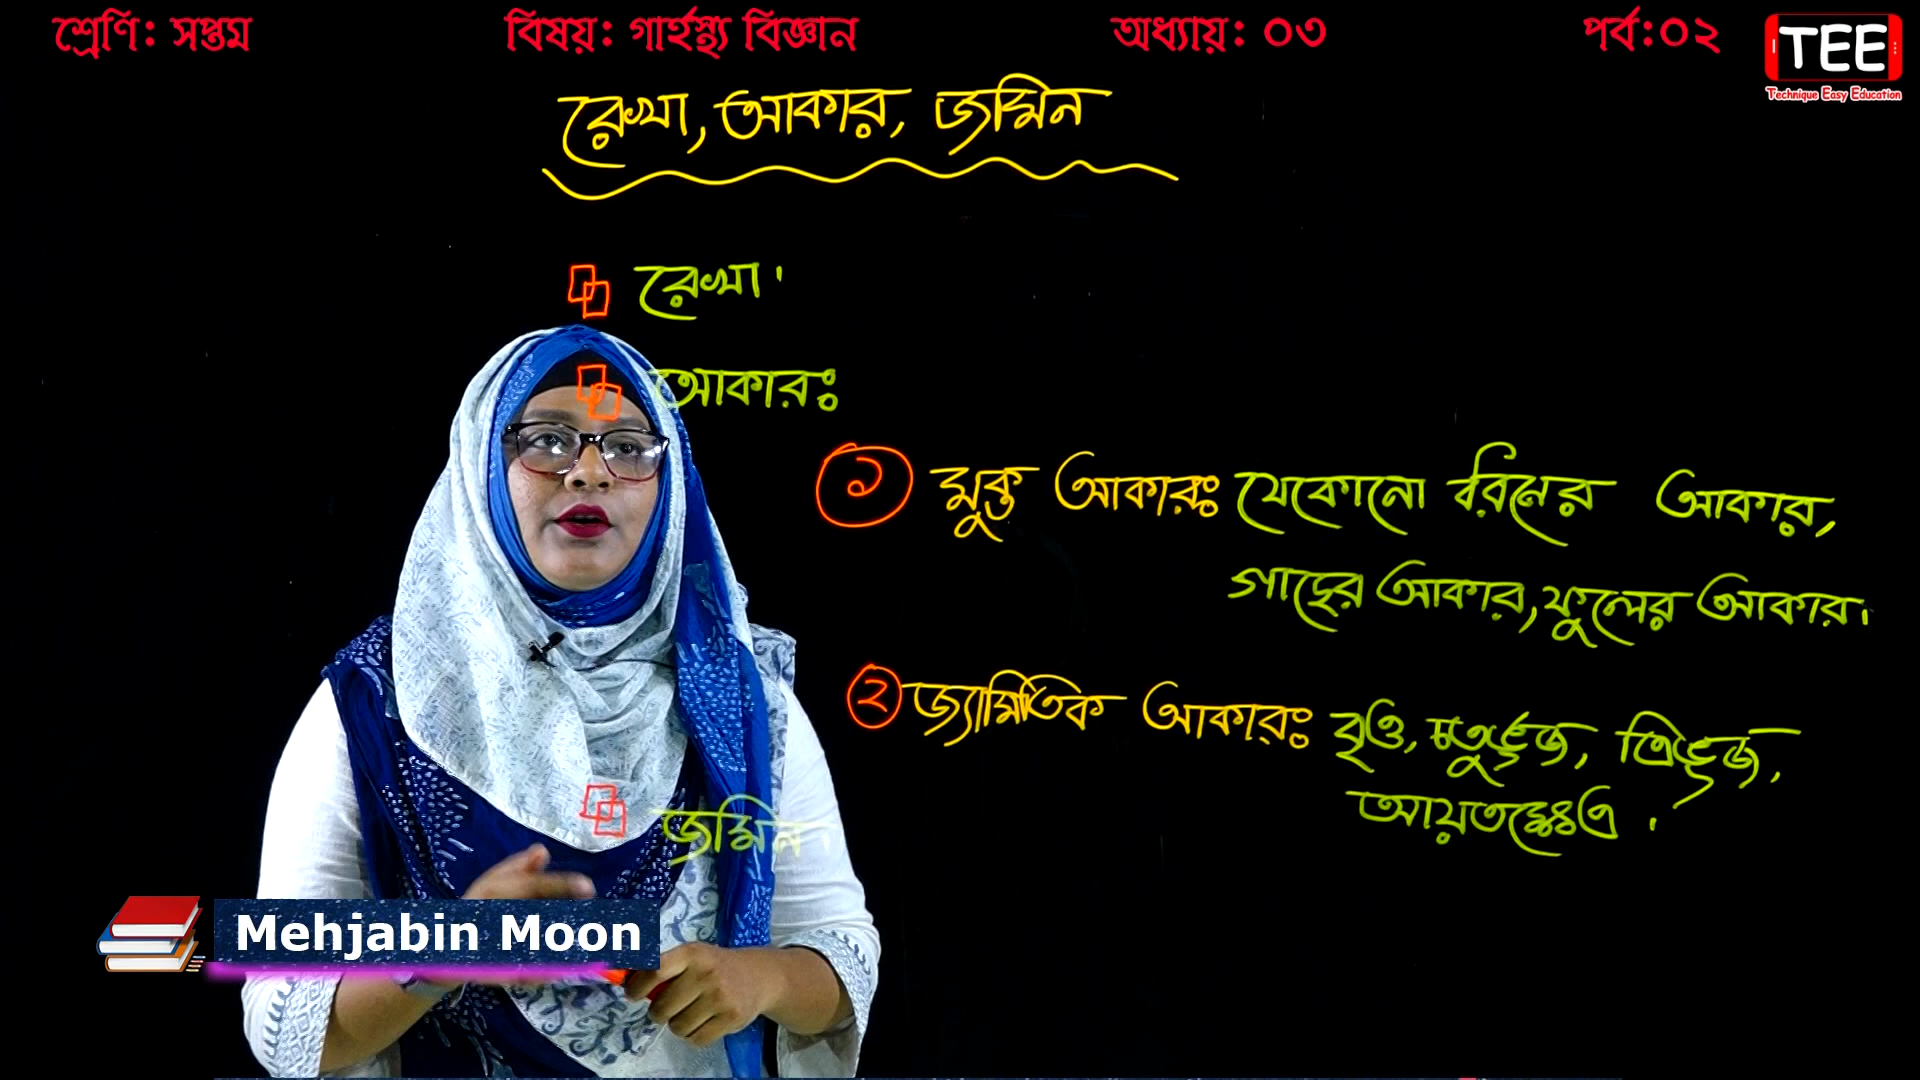 শ্রেণি: সপ্তম বিষয়: গার্হস্থ্য বিজ্ঞান অধ্যায়: ০৩ পর্ব:০২
TEE
Technique Easy Education
রেখা, আকার, জমিন
রেখা।
আকারঃ
১ মুক্ত আকারঃ যেকোনো ধরনের আকার,
গাছের আকার, ফুলের আকার।
২ জ্যামিতিক আকারঃ বৃত্ত, চতুর্ভুজ, ত্রিভুজ,
আয়তক্ষেত্র।
জমিন।
Mehjabin Moon